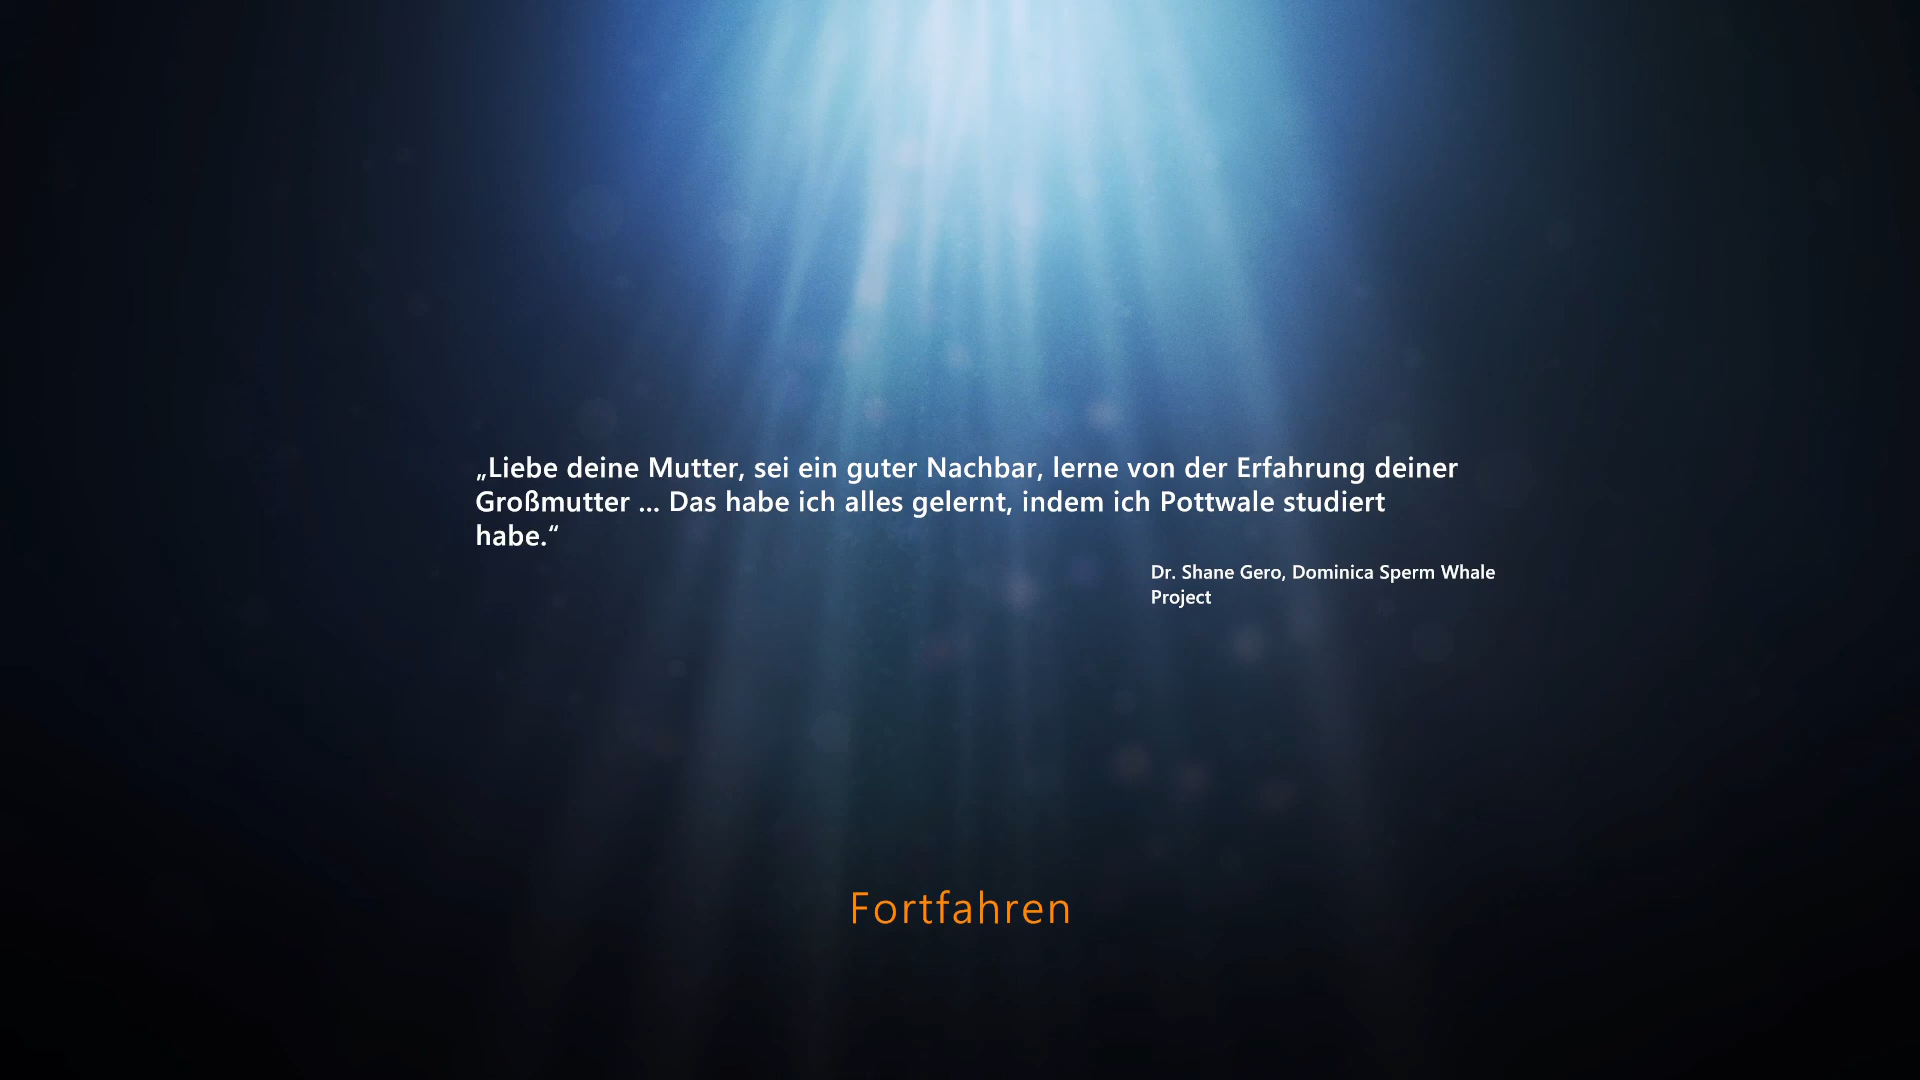 „Liebe deine Mutter, sei ein guter Nachbar, lerne von der Erfahrung deiner
Großmutter ... Das habe ich alles gelernt, indem ich Pottwale studiert
habe.“
Dr. Shane Gero, Dominica Sperm Whale
Project
Fortfahren